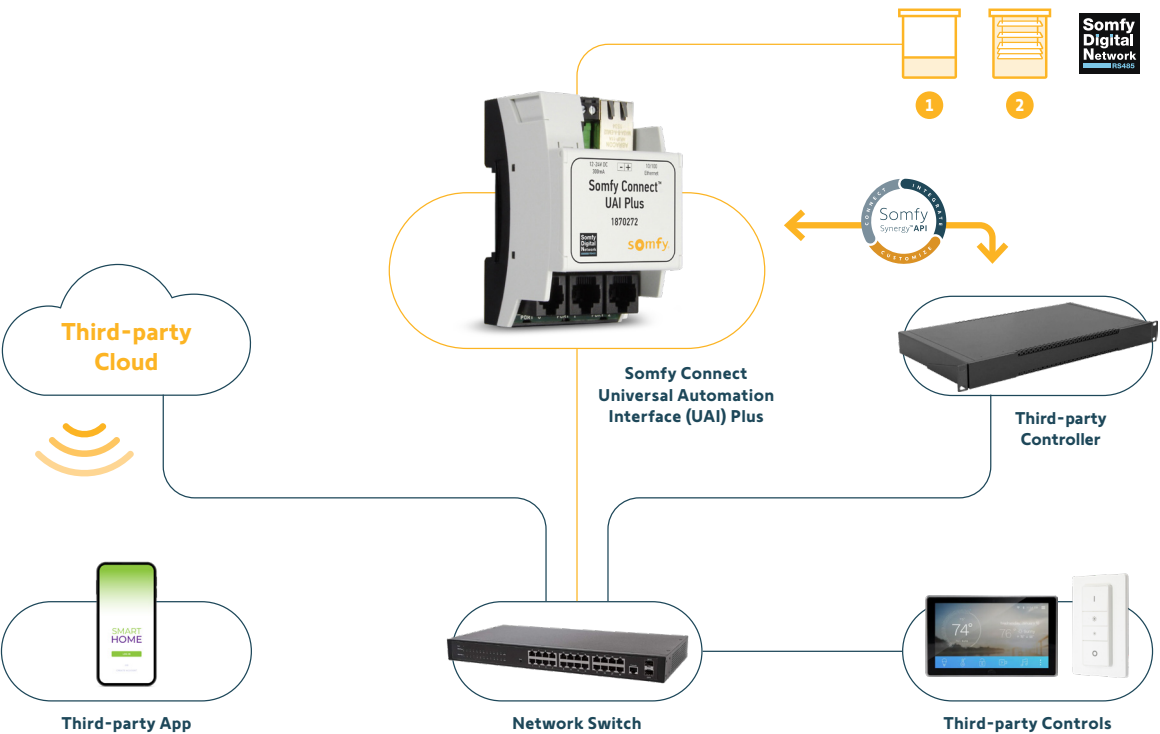 Somfy
Digital
Network
RS485
1
2
12-24V DC
300mA
- +
10/100
Ethernet
Somfy Connect™
UAI Plus
1870272
Somfy
Digital
Network
somfy
CONNECT
INTEGRATE
Somfy
Synergy™API
CUSTOMIZE
Third-party
Cloud
Somfy Connect
Universal Automation
Interface (UAI) Plus
Third-party
Controller
SMART
HOME
74°
Third-party App
Network Switch
Third-party Controls